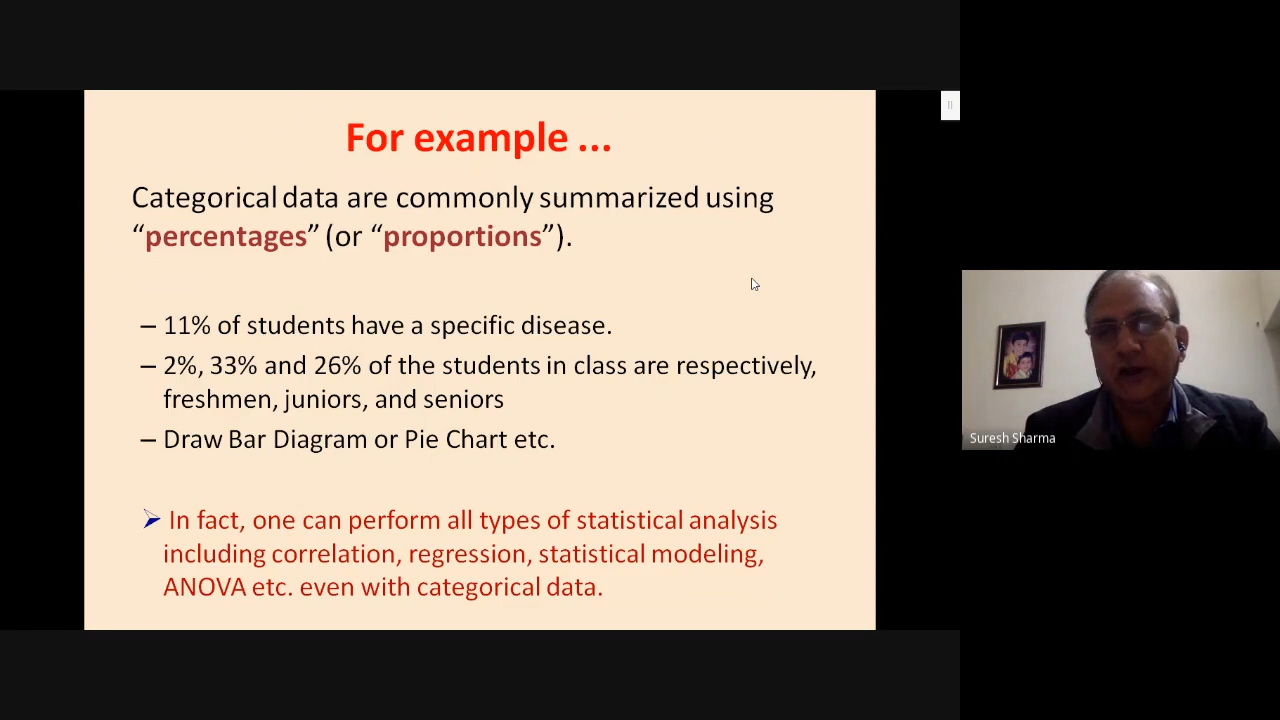 For example ...
Categorical data are commonly summarized using
“percentages” (or “proportions”).
– 11% of students have a specific disease.
– 2%, 33% and 26% of the students in class are respectively,
freshmen, juniors, and seniors
– Draw Bar Diagram or Pie Chart etc.
➢ In fact, one can perform all types of statistical analysis
including correlation, regression, statistical modeling,
ANOVA etc. even with categorical data.
Suresh Sharma